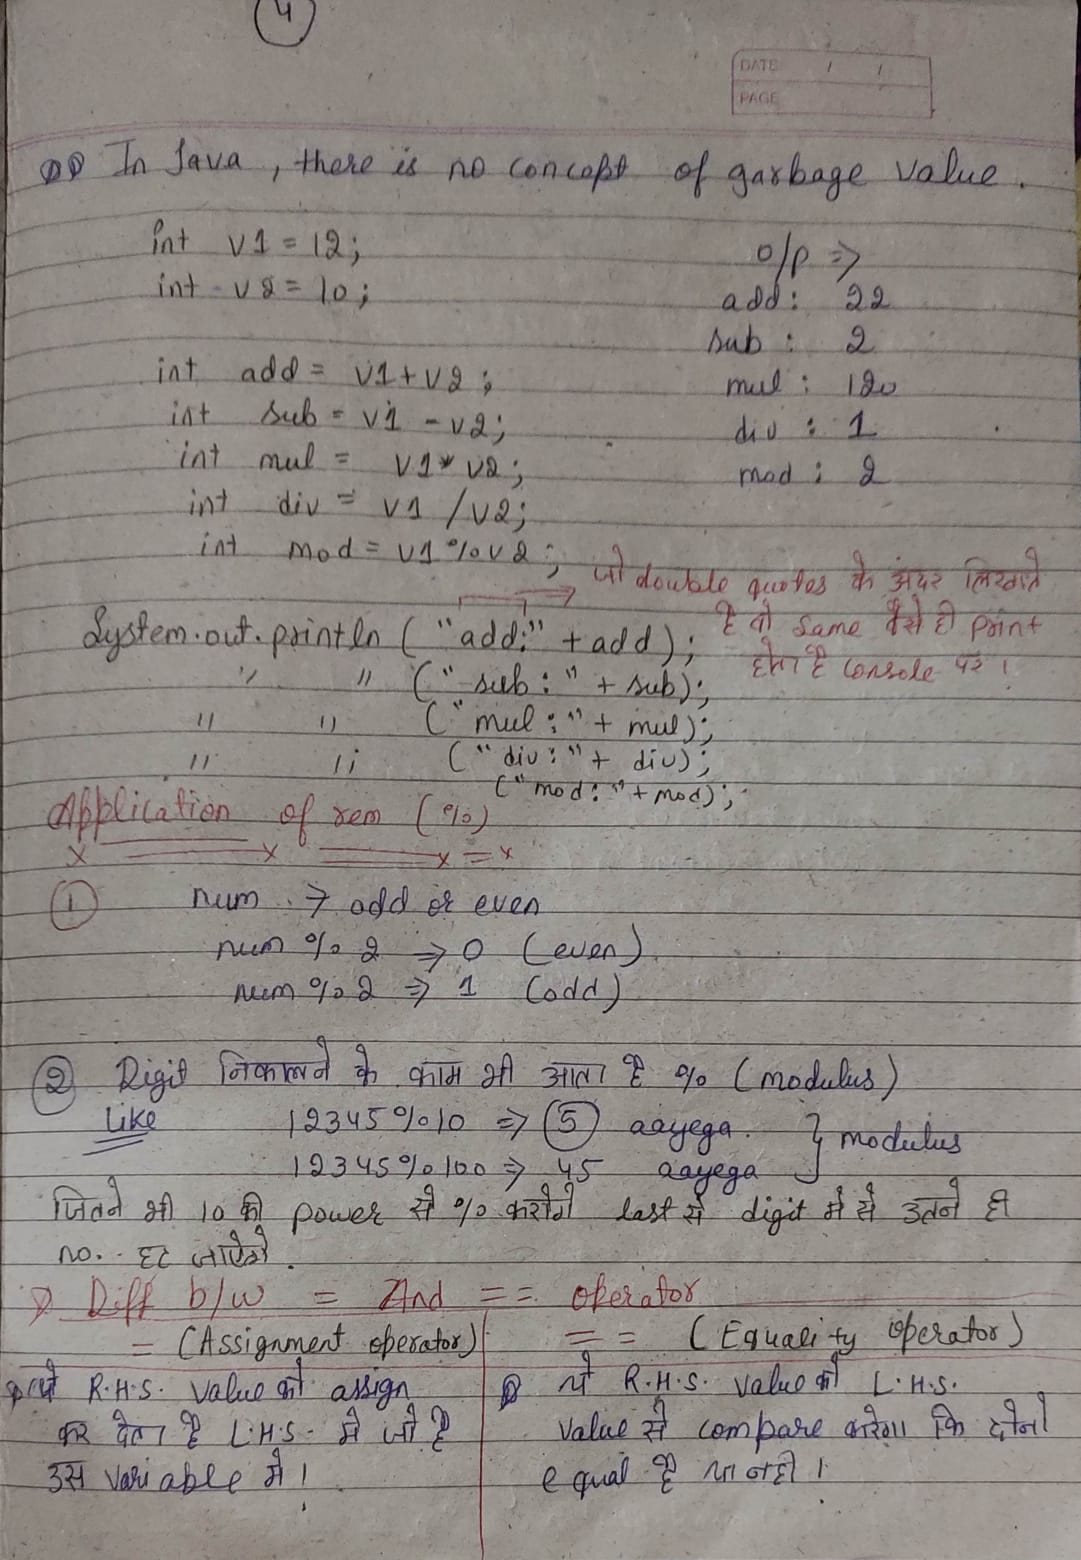 4
DATE / /
PAGE
In Java, there is no concept of garbage value.
int v1 = 12;
int v2 = 10;
o/p ⇒
add: 22
sub: 2
mul: 120
div: 1
mod: 2
int add = v1+v2;
int sub = v1 - v2;
int mul = v1* v2;
int div = v1 /v2;
int mod = v1%v2;
जो double quotes के अंदर लिखते
है वो same वैसे ही print
होता है console पर।
System.out.println ("add:" + add);
" " ("sub:" + sub);
" " ("mul:" + mul);
" " ("div:" + div);
("mod:" + mod);
Application of rem (%)
① num → odd or even
num % 2 ⇒ 0 (even)
num % 2 ⇒ 1 (odd)
② Digit निकालने के काम भी आता है % (modulus)
Like 12345%10 ⇒ 5 aayega. } modulus
12345%100 ⇒ 45 aayega
जितने भी 10 की power से % करोगे last से digit में से उतने ही
no. हट जाऐगे.
Diff b/w = And == operator
= (Assignment operator)
ये R.H.S. value को assign
कर देता है L.H.S. में जो है
उस variable में।
== (Equality operator)
ये R.H.S. value को L.H.S.
value से compare करेगा कि दोनो
equal है या नही।